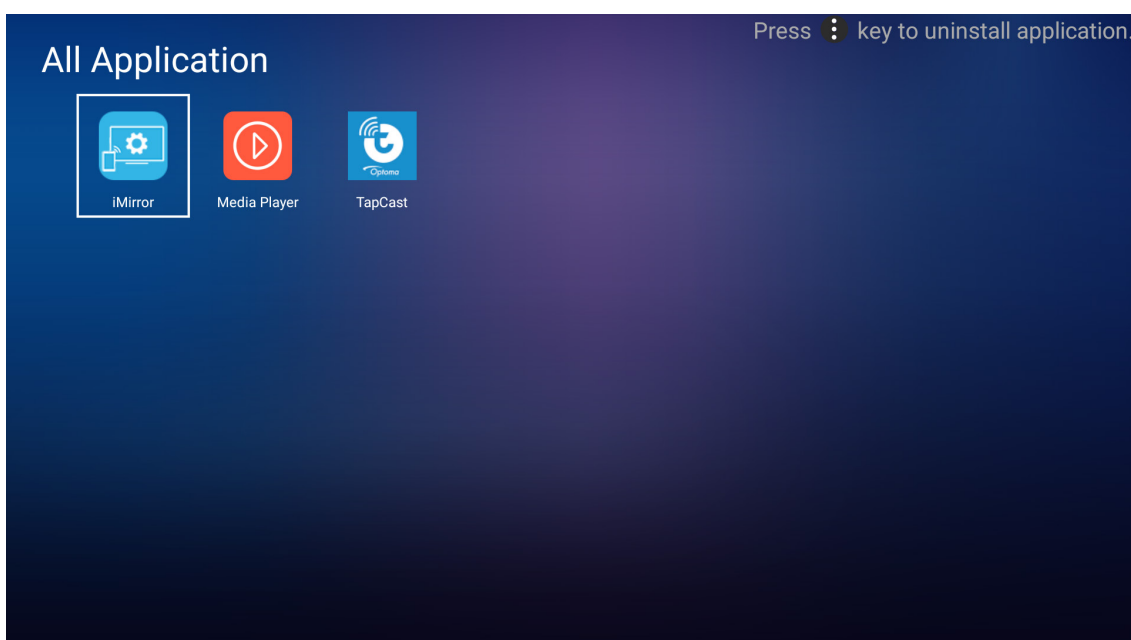 Press key to uninstall application.
All Application
Optoma
iMirror
Media Player
TapCast